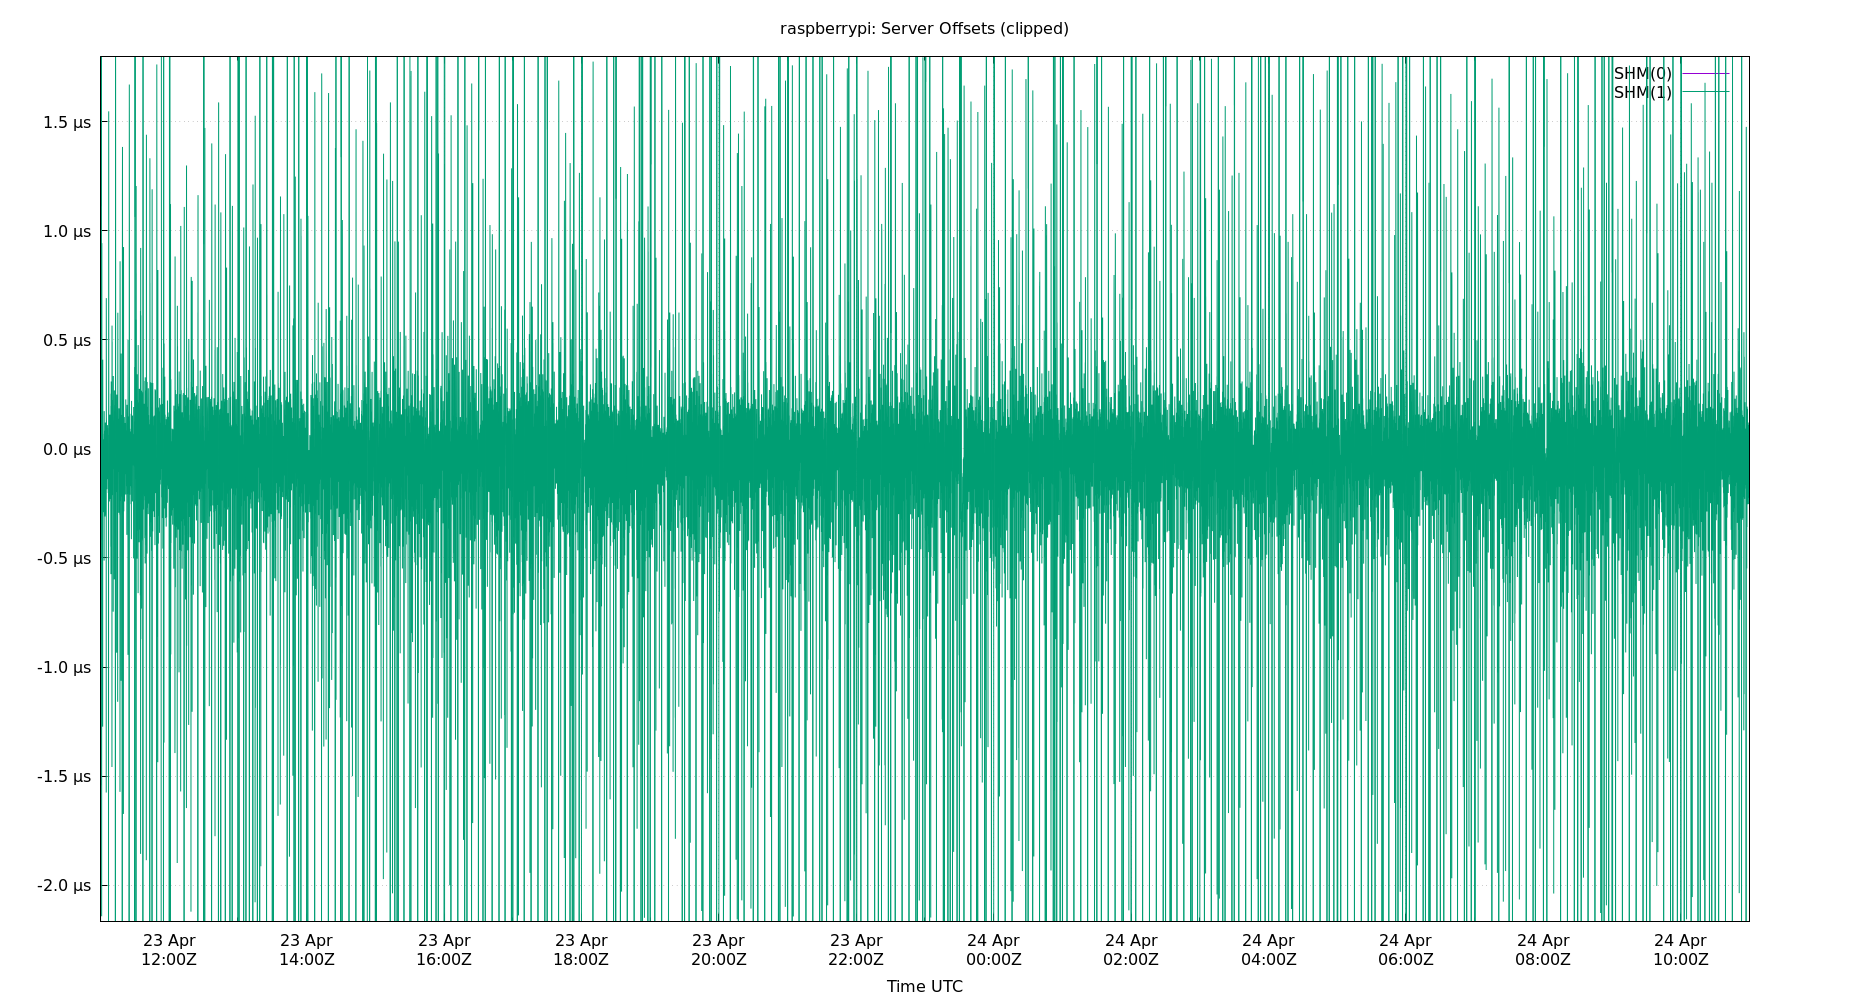 raspberrypi: Server Offsets (clipped)
SHM(0)
SHM(1)
1.5 µs
1.0 µs
0.5 µs
0.0 µs
-0.5 µs
-1.0 µs
-1.5 µs
-2.0 µs
23 Apr 23 Apr 23 Apr 23 Apr 23 Apr 23 Apr 24 Apr 24 Apr 24 Apr 24 Apr 24 Apr 24 Apr
12:00Z 14:00Z 16:00Z 18:00Z 20:00Z 22:00Z 00:00Z 02:00Z 04:00Z 06:00Z 08:00Z 10:00Z
Time UTC